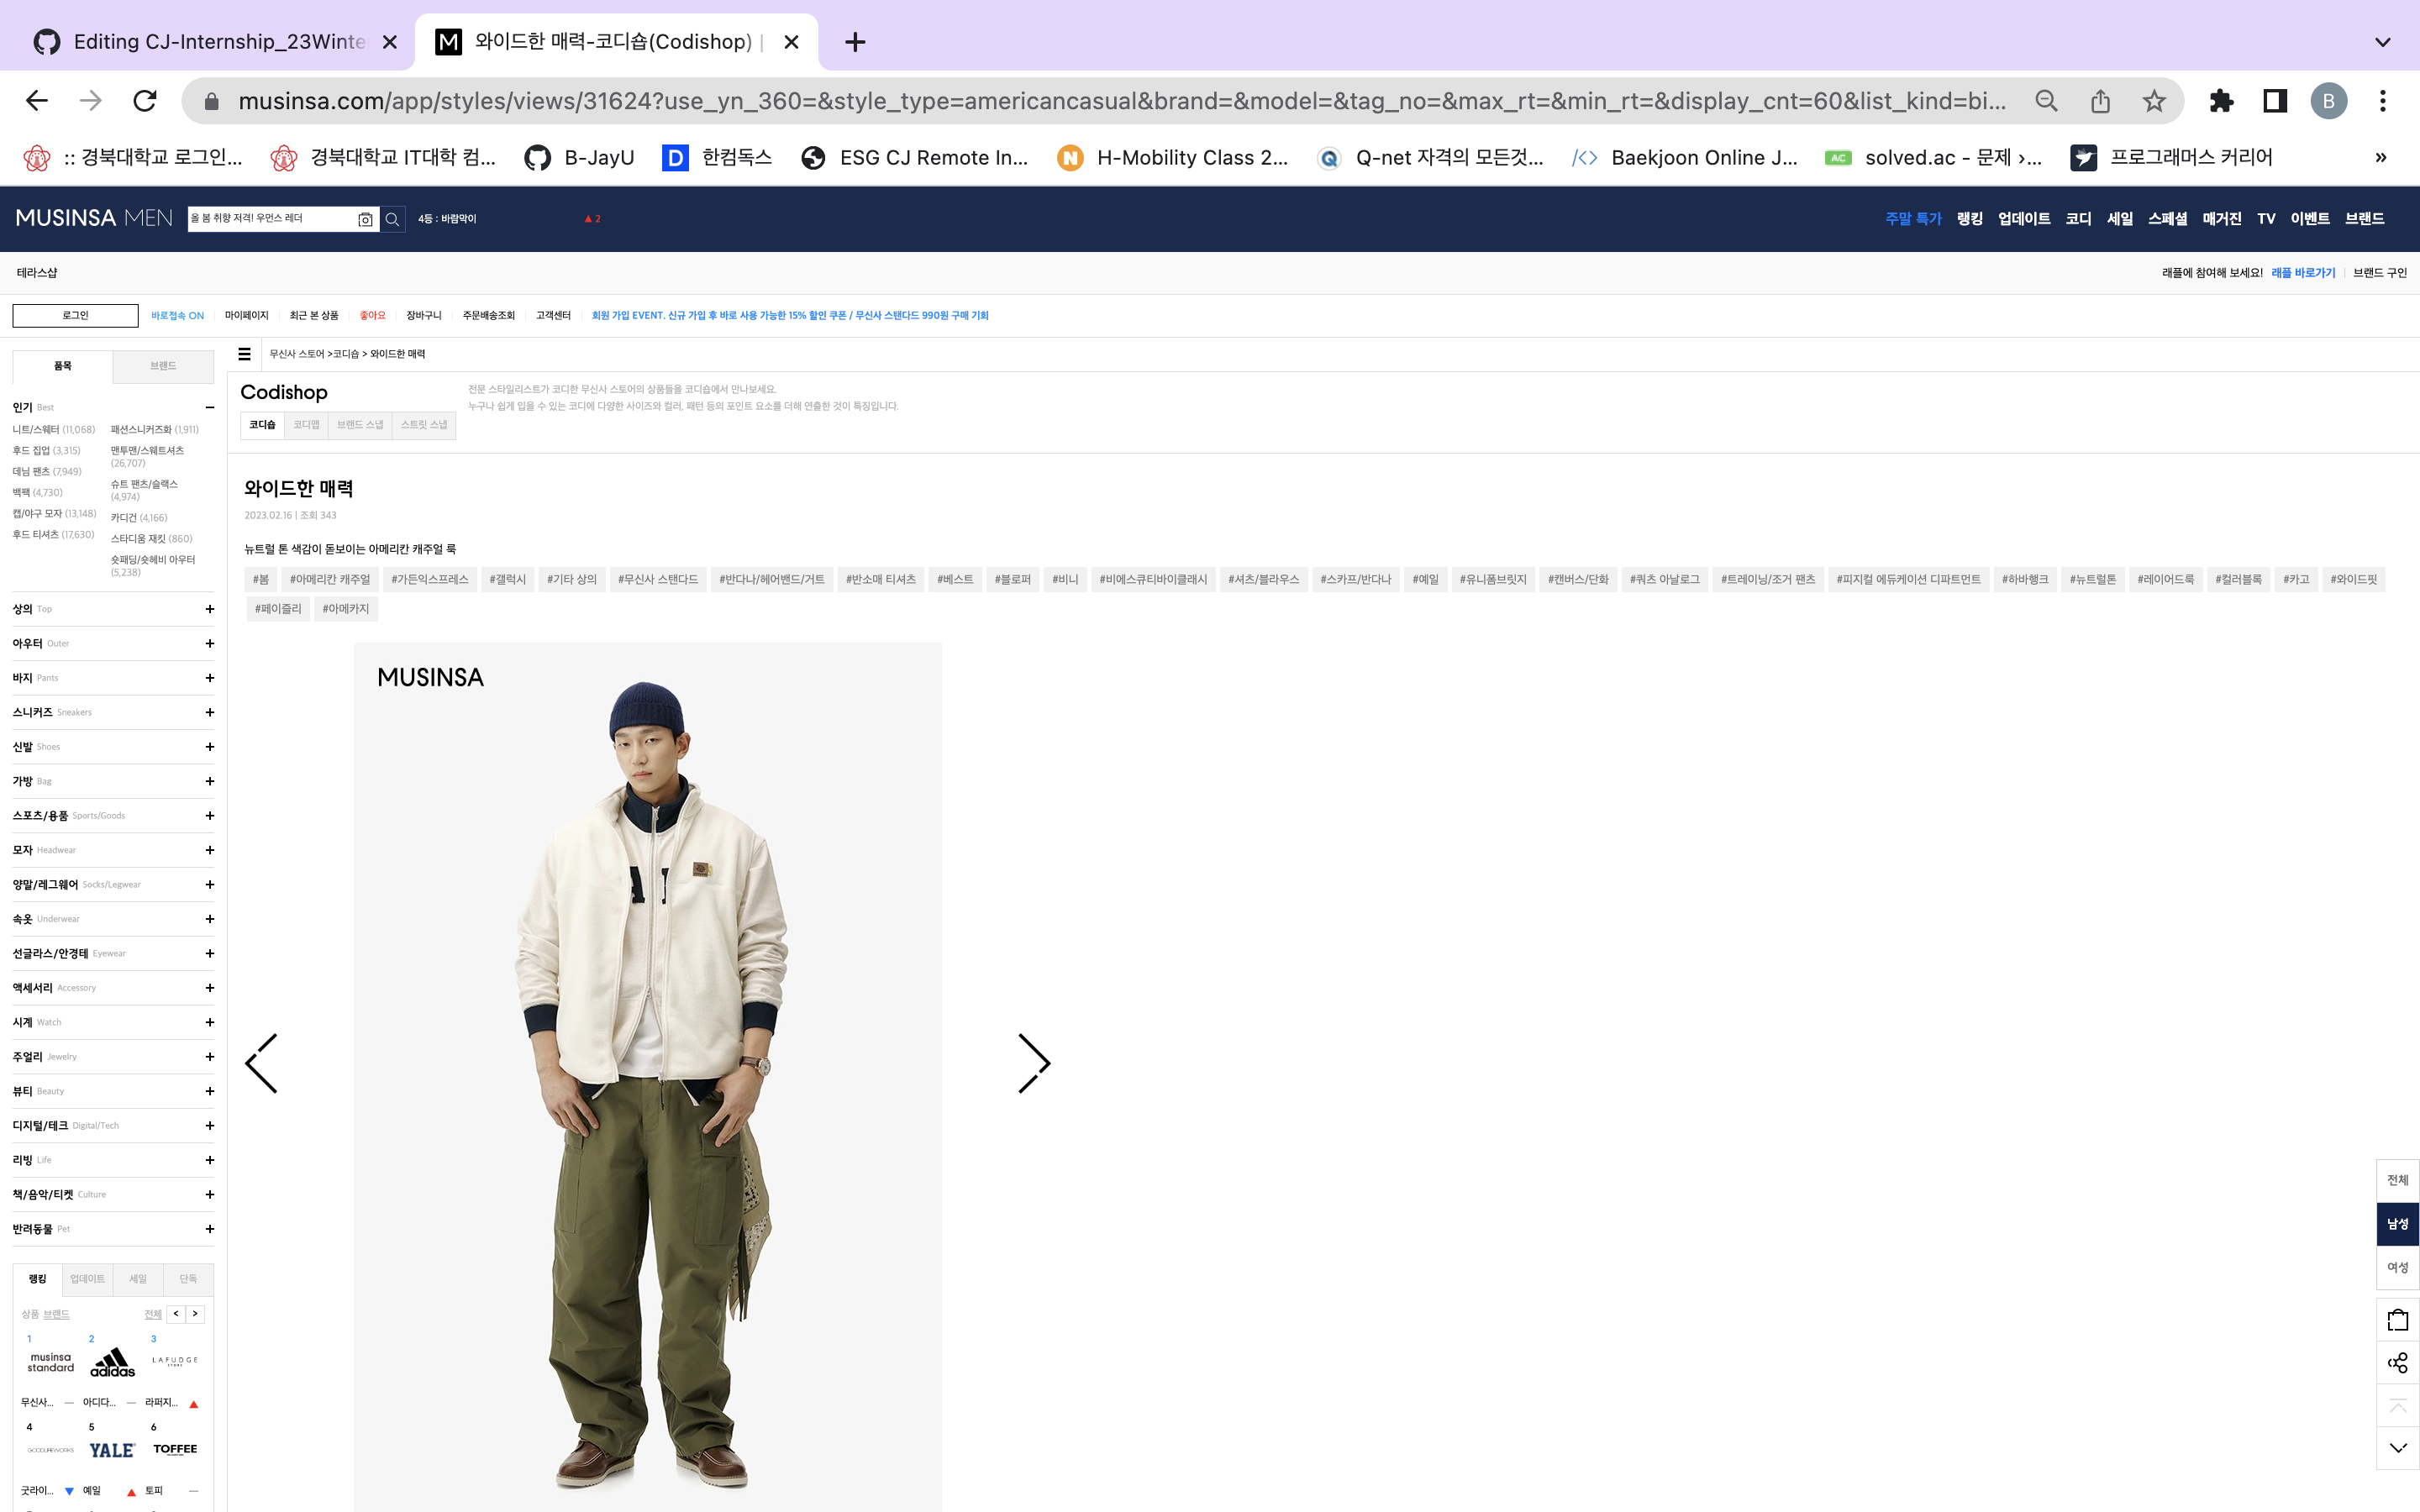 Editing CJ-Internship_23Winte
와이드한 매력-코디숍(Codishop) |
musinsa.com/app/styles/views/31624?use_yn_360=&style_type=americancasual&brand=&model=&tag_no=&max_rt=&min_rt=&display_cnt=60&list_kind=bi...
B
:: 경북대학교 로그인...
경북대학교 IT대학 컴...
B-JayU
한컴독스
ESG CJ Remote In...
H-Mobility Class 2...
Q-net 자격의 모든것...
Baekjoon Online J...
solved.ac - 문제 ›...
프로그래머스 커리어
»
MUSINSA MEN
올 봄 취향 저격! 우먼스 레더
4등 : 바람막이
▲ 2
주말 특가 랭킹 업데이트 코디 세일 스페셜 매거진 TV 이벤트 브랜드
테라스샵
래플에 참여해 보세요! 래플 바로가기 | 브랜드 구인
로그인
바로접속 ON
마이페이지
최근 본 상품
좋아요
장바구니
주문배송조회
고객센터
회원 가입 EVENT. 신규 가입 후 바로 사용 가능한 15% 할인 쿠폰 / 무신사 스탠다드 990원 구매 기회
품목
브랜드
인기 Best
니트/스웨터 (11,068)
후드 집업 (3,315)
데님 팬츠 (7,949)
백팩 (4,730)
캡/야구 모자 (13,148)
후드 티셔츠 (17,630)
패션스니커즈화 (1,911)
맨투맨/스웨트셔츠
(26,707)
슈트 팬츠/슬랙스
(4,974)
카디건 (4,166)
스타디움 재킷 (860)
숏패딩/숏헤비 아우터
(5,238)
상의 Top
아우터 Outer
바지 Pants
스니커즈 Sneakers
신발 Shoes
가방 Bag
스포츠/용품 Sports/Goods
모자 Headwear
양말/레그웨어 Socks/Legwear
속옷 Underwear
선글라스/안경테 Eyewear
액세서리 Accessory
시계 Watch
주얼리 Jewelry
뷰티 Beauty
디지털/테크 Digital/Tech
리빙 Life
책/음악/티켓 Culture
반려동물 Pet
랭킹 업데이트 세일 단독
상품 브랜드
전체 < >
1 2 3
musinsa
standard
adidas
LAFUDGE
STORE
무신사... 아디다... 라퍼지...
4 5 6
GOODLIFEWORKS
YALE
TOFFEE
굿라이... 예일 토피
무신사 스토어 >코디숍 > 와이드한 매력
Codishop
전문 스타일리스트가 코디한 무신사 스토어의 상품들을 코디숍에서 만나보세요.
누구나 쉽게 입을 수 있는 코디에 다양한 사이즈와 컬러, 패턴 등의 포인트 요소를 더해 연출한 것이 특징입니다.
코디숍 코디맵 브랜드 스냅 스트릿 스냅
와이드한 매력
2023.02.16 | 조회 343
뉴트럴 톤 색감이 돋보이는 아메리칸 캐주얼 룩
#봄 #아메리칸 캐주얼 #가든익스프레스 #갤럭시 #기타 상의 #무신사 스탠다드 #반다나/헤어밴드/거트 #반소매 티셔츠 #베스트 #블로퍼 #비니 #비에스큐티바이클래시 #셔츠/블라우스 #스카프/반다나 #예일 #유니폼브릿지 #캔버스/단화 #쿼츠 아날로그 #트레이닝/조거 팬츠 #피지컬 에듀케이션 디파트먼트 #하바행크 #뉴트럴톤 #레이어드룩 #컬러블록 #카고 #와이드핏
#페이즐리 #아메카지
MUSINSA
전체
남성
여성